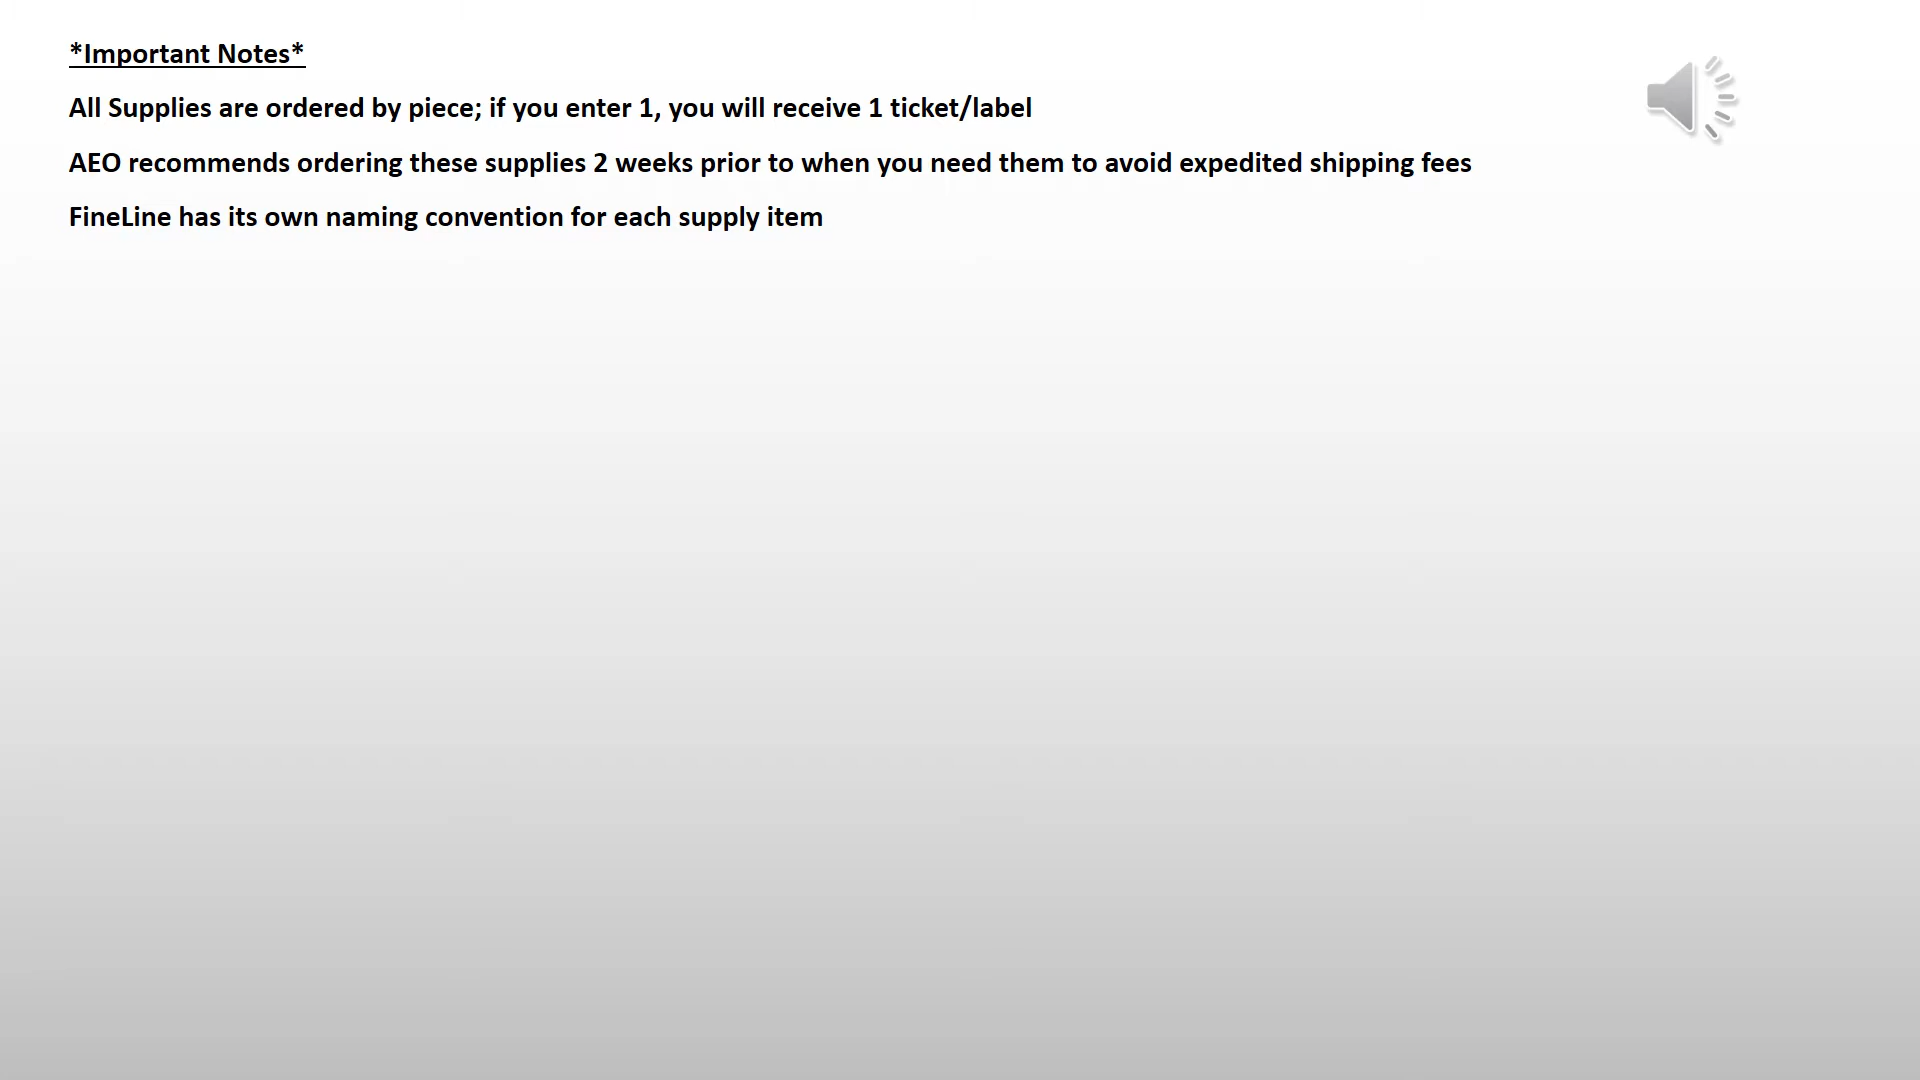 *Important Notes*
All Supplies are ordered by piece; if you enter 1, you will receive 1 ticket/label
AEO recommends ordering these supplies 2 weeks prior to when you need them to avoid expedited shipping fees
FineLine has its own naming convention for each supply item